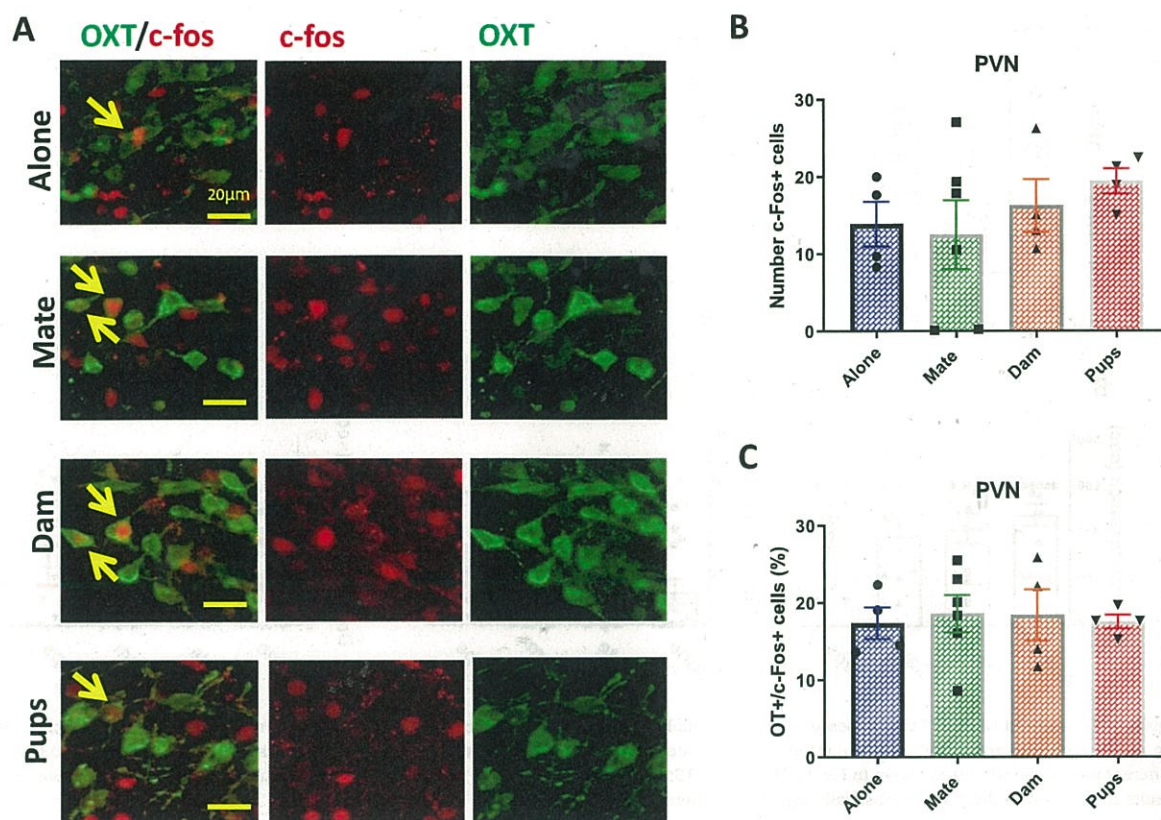 A
OXT/c-fos c-fos OXT
Alone
20µm
Mate
Dam
Pups
B
PVN
Number c-Fos+ cells
30
20
10
0
Alone Mate Dam Pups
C
PVN
OT+/c-Fos+ cells (%)
30
20
10
0
Alone Mate Dam Pups